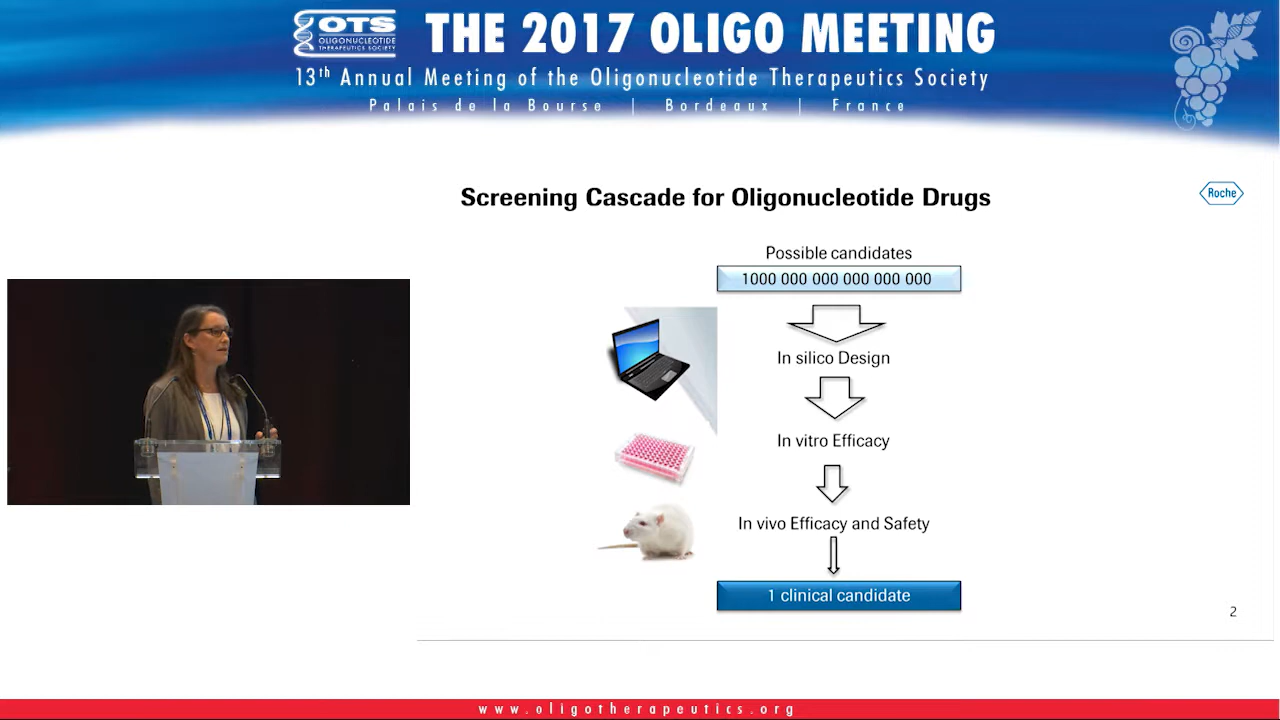 OTS
OLIGONUCLEOTIDE
THERAPEUTICS SOCIETY
THE 2017 OLIGO MEETING
13th Annual Meeting of the Oligonucleotide Therapeutics Society
Palais de la Bourse | Bordeaux | France
Screening Cascade for Oligonucleotide Drugs
Roche
Possible candidates
1000 000 000 000 000 000
In silico Design
In vitro Efficacy
In vivo Efficacy and Safety
1 clinical candidate
2
www.oligotherapeutics.org